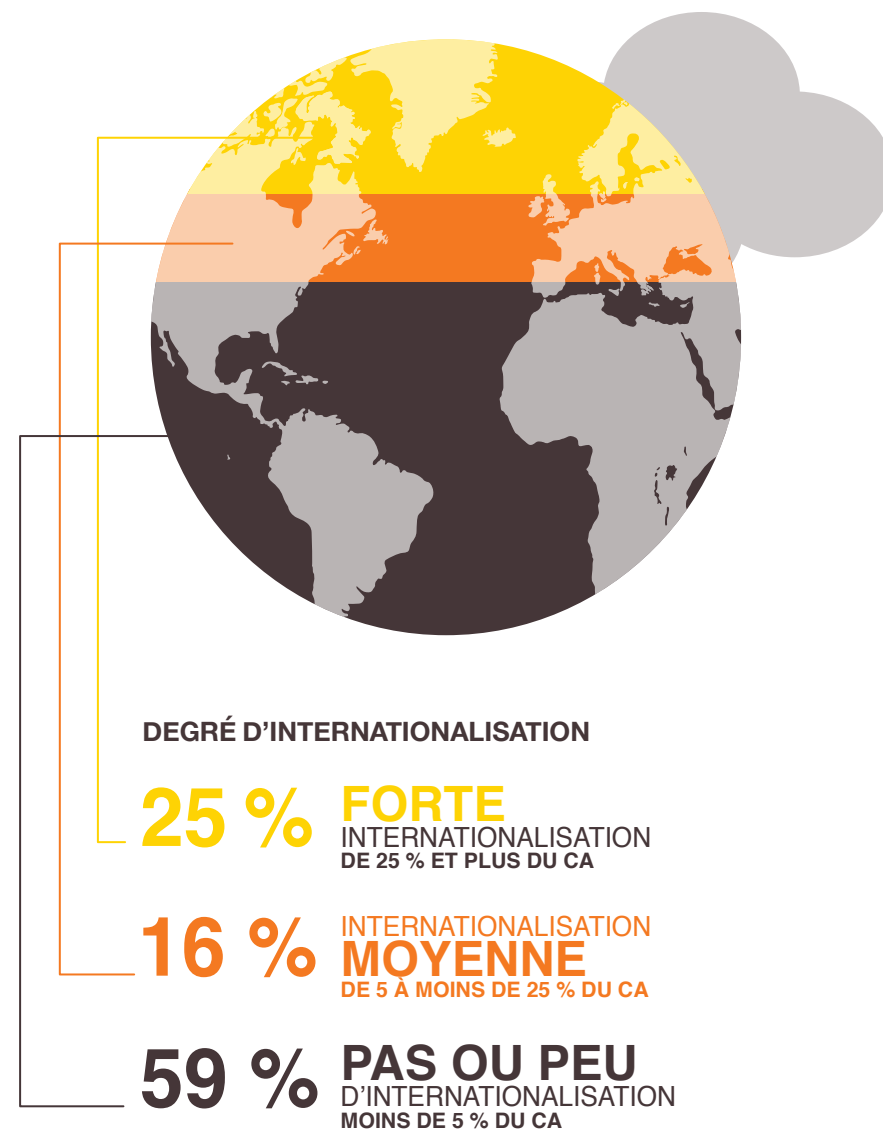 DEGRÉ D’INTERNATIONALISATION
25 %
FORTE
INTERNATIONALISATION
DE 25 % ET PLUS DU CA
16 %
INTERNATIONALISATION
MOYENNE
DE 5 À MOINS DE 25 % DU CA
59 %
PAS OU PEU
D’INTERNATIONALISATION
MOINS DE 5 % DU CA